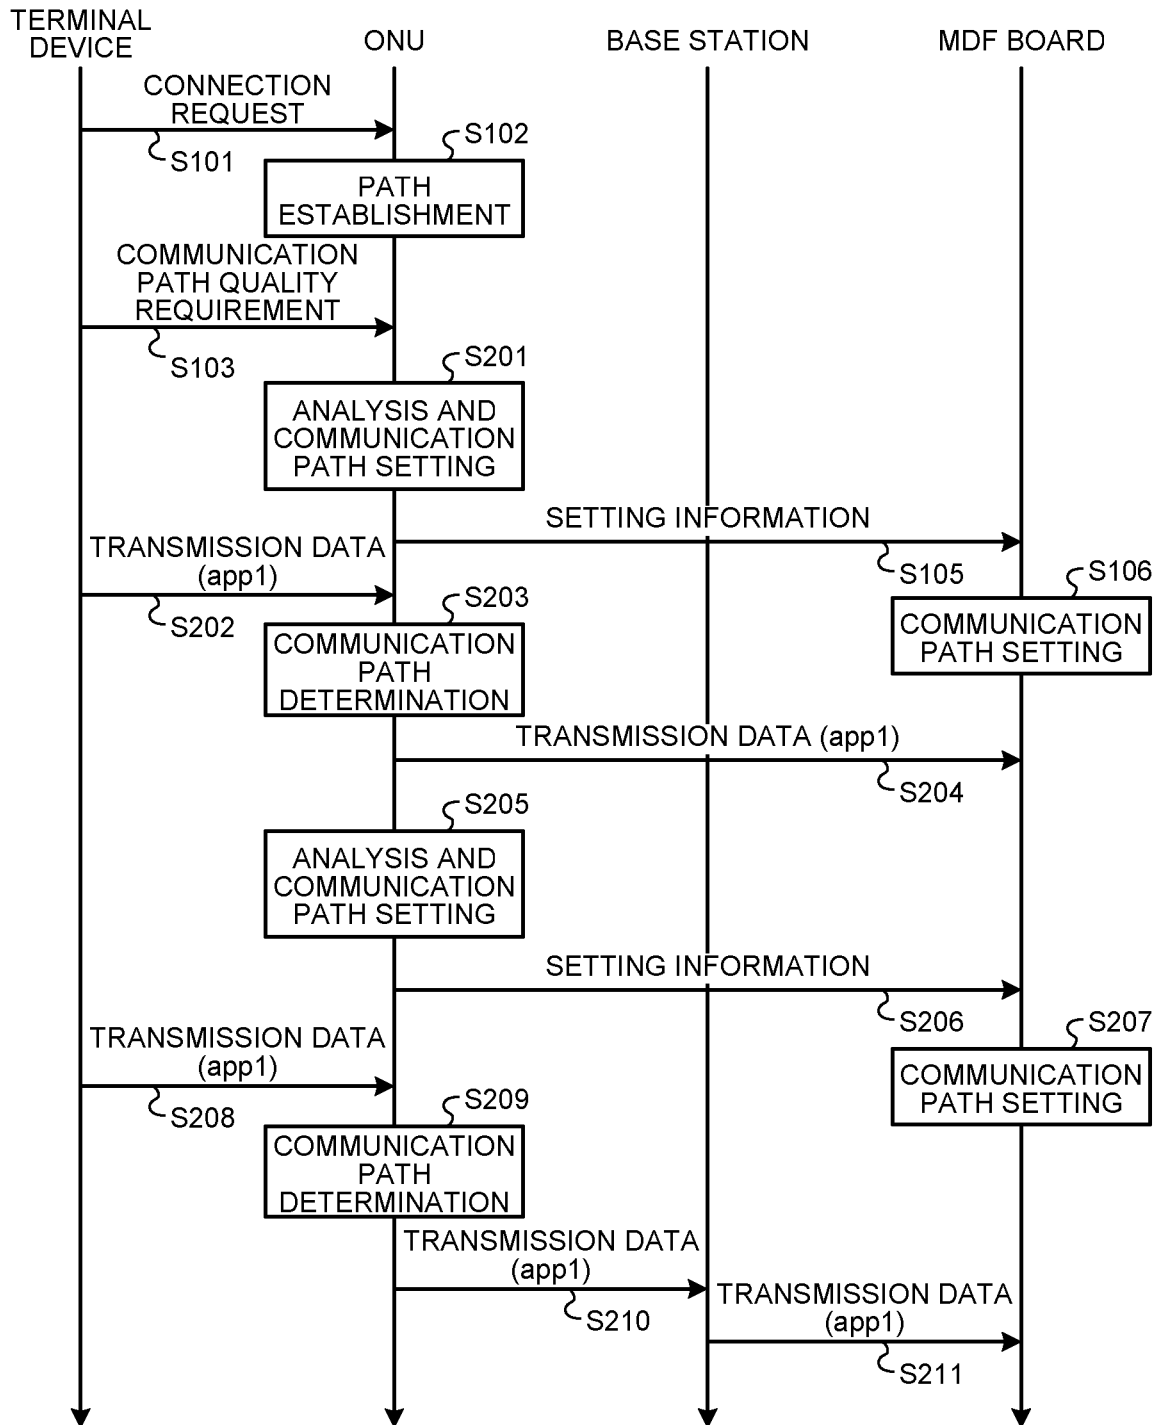 TERMINAL
DEVICE
ONU
BASE STATION
MDF BOARD
CONNECTION
REQUEST
S101
S102
PATH
ESTABLISHMENT
COMMUNICATION
PATH QUALITY
REQUIREMENT
S103
S201
ANALYSIS AND
COMMUNICATION
PATH SETTING
SETTING INFORMATION
S105
TRANSMISSION DATA
(app1)
S202
S106
COMMUNICATION
PATH SETTING
S203
COMMUNICATION
PATH
DETERMINATION
TRANSMISSION DATA (app1)
S204
S205
ANALYSIS AND
COMMUNICATION
PATH SETTING
SETTING INFORMATION
S206
TRANSMISSION DATA
(app1)
S208
S207
COMMUNICATION
PATH SETTING
S209
COMMUNICATION
PATH
DETERMINATION
TRANSMISSION DATA
(app1)
S210
TRANSMISSION DATA
(app1)
S211